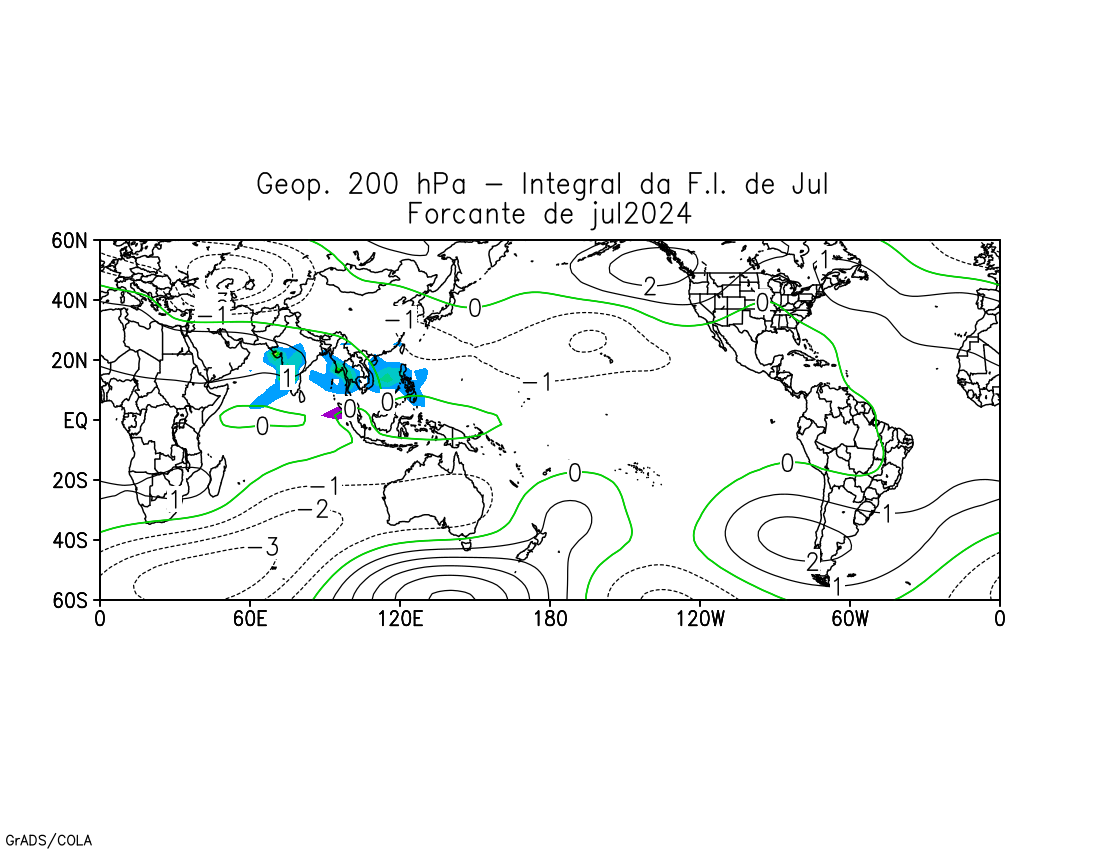 Geop. 200 hPa – Integral da F.I. de Jul
Forcante de jul2024
60N
40N
20N
EQ
20S
40S
60S
0 60E 120E 180 120W 60W 0
1
2
-1
-1
0
0
-1
1
0
0
0
0
0
-1
-2
1
-1
-3
2
1
GrADS/COLA